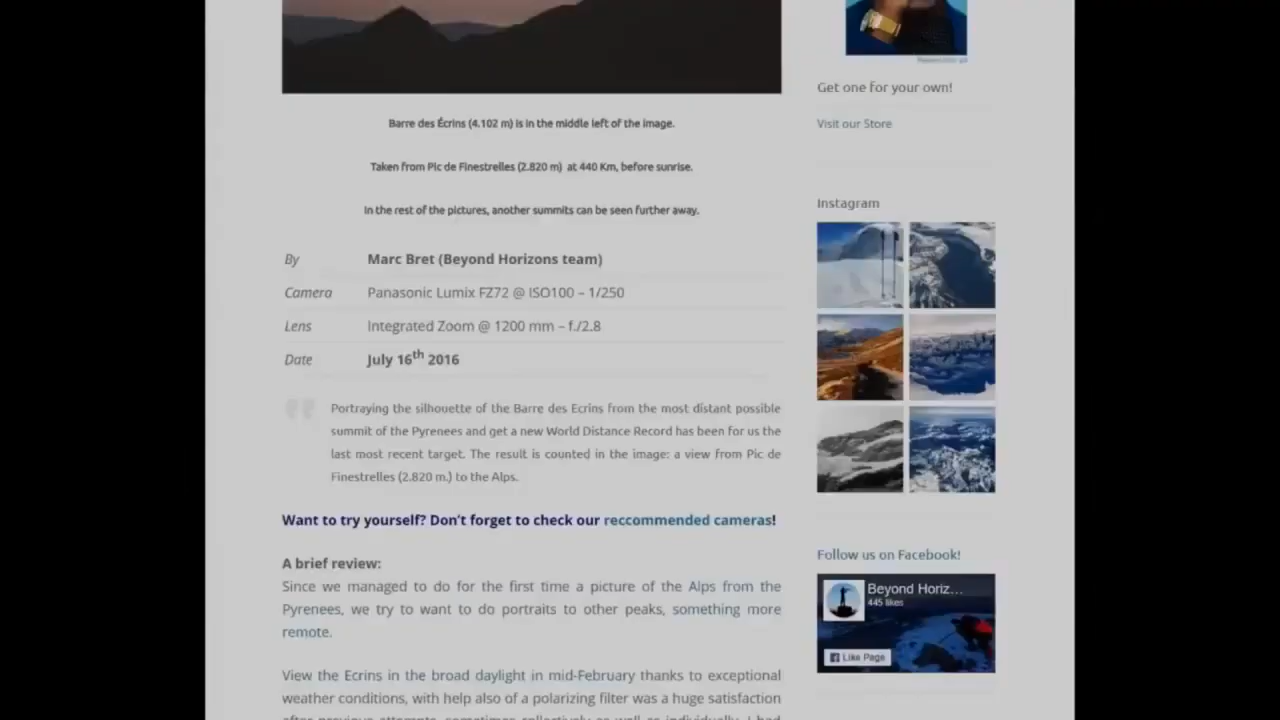 Barre des Écrins (4.102 m) is in the middle left of the image.
Taken from Pic de Finestrelles (2.820 m) at 440 Km, before sunrise.
In the rest of the pictures, another summits can be seen further away.
By Marc Bret (Beyond Horizons team)
Camera Panasonic Lumix FZ72 @ ISO100 – 1/250
Lens Integrated Zoom @ 1200 mm – f./2.8
Date July 16th 2016
Portraying the silhouette of the Barre des Ecrins from the most distant possible
summit of the Pyrenees and get a new World Distance Record has been for us the
last most recent target. The result is counted in the image: a view from Pic de
Finestrelles (2.820 m.) to the Alps.
Want to try yourself? Don't forget to check our reccommended cameras!
A brief review:
Since we managed to do for the first time a picture of the Alps from the
Pyrenees, we try to want to do portraits to other peaks, something more
remote.
View the Ecrins in the broad daylight in mid-February thanks to exceptional
weather conditions, with help also of a polarizing filter was a huge satisfaction
Get one for your own!
Visit our Store
Instagram
Follow us on Facebook!
Beyond Horiz...
445 likes
Like Page